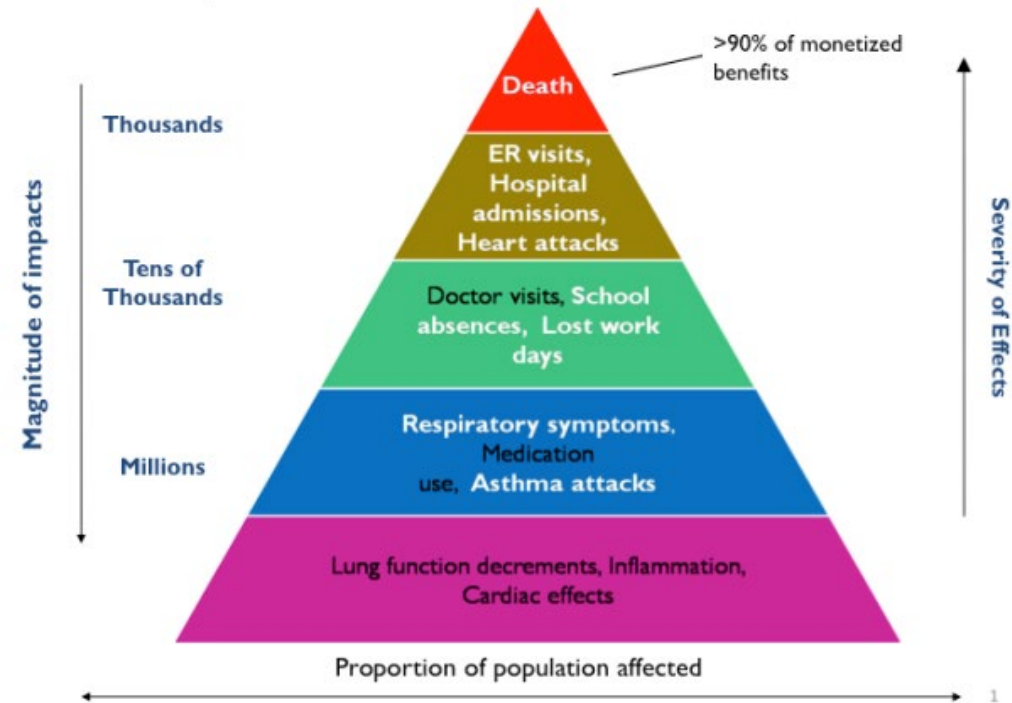 >90% of monetized
benefits
Death
Thousands
ER visits,
Hospital
admissions,
Heart attacks
Magnitude of impacts
Severity of Effects
Tens of
Thousands
Doctor visits, School
absences, Lost work
days
Respiratory symptoms,
Medication
use, Asthma attacks
Millions
Lung function decrements, Inflammation,
Cardiac effects
Proportion of population affected
1